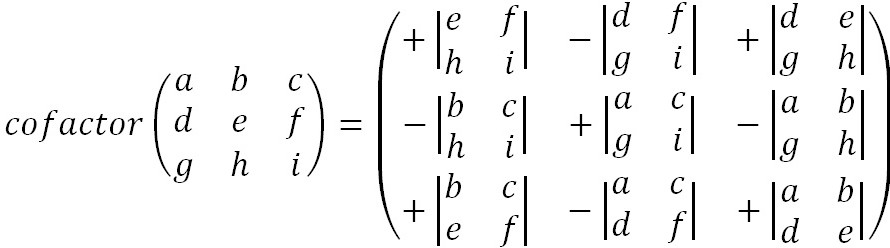 cofactor (a b c; d e f; g h i) = (+ |e f; h i| − |d f; g i| + |d e; g h|
− |b c; h i| + |a c; g i| − |a b; g h|
+ |b c; e f| − |a c; d f| + |a b; d e|)